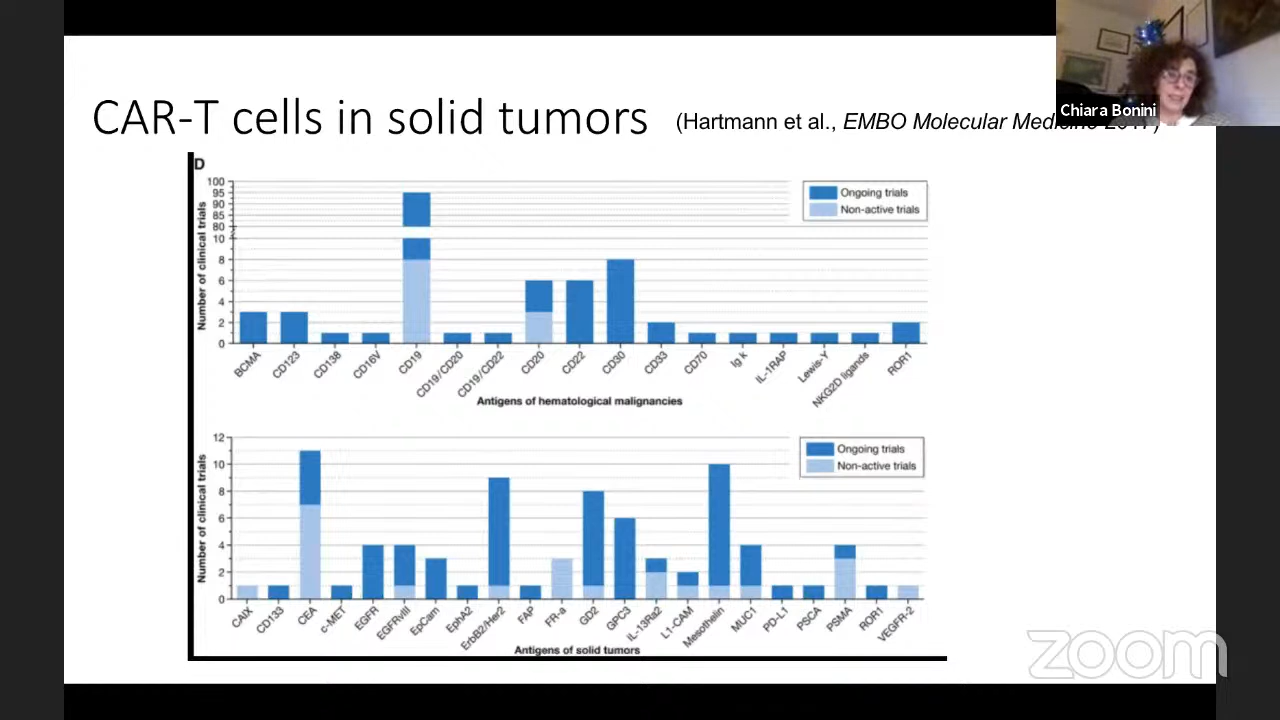 CAR-T cells in solid tumors
(Hartmann et al., EMBO Molecular Medicine 2017)
Chiara Bonini
D
Number of clinical trials
100
95
90
85
80
10
8
6
4
2
0
Ongoing trials
Non-active trials
BCMA
CD123
CD138
CD16V
CD19
CD19/CD20
CD19/CD22
CD20
CD22
CD30
CD33
CD70
Ig k
IL-1RAP
Lewis-Y
NKG2D ligands
ROR1
Antigens of hematological malignancies
Number of clinical trials
12
10
8
6
4
2
0
Ongoing trials
Non-active trials
CAIX
CD133
CEA
c-MET
EGFR
EGFRvIII
EpCam
EphA2
ErbB2/Her2
FAP
FR-a
GD2
GPC3
IL-13Ra2
L1-CAM
Mesothelin
MUC1
PD-L1
PSCA
PSMA
ROR1
VEGFR-2
Antigens of solid tumors
zoom